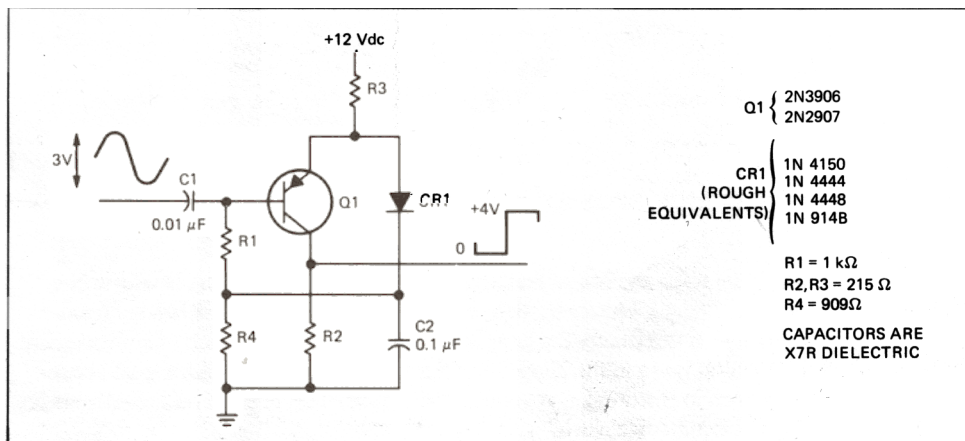 +12 Vdc
R3
3V
C1
0.01 μF
Q1
CR1
+4V
0
R1
R4
R2
C2
0.1 μF
Q1 { 2N3906
2N2907
CR1
(ROUGH
EQUIVALENTS)
1N 4150
1N 4444
1N 4448
1N 914B
R1 = 1 kΩ
R2,R3 = 215 Ω
R4 = 909Ω
CAPACITORS ARE
X7R DIELECTRIC